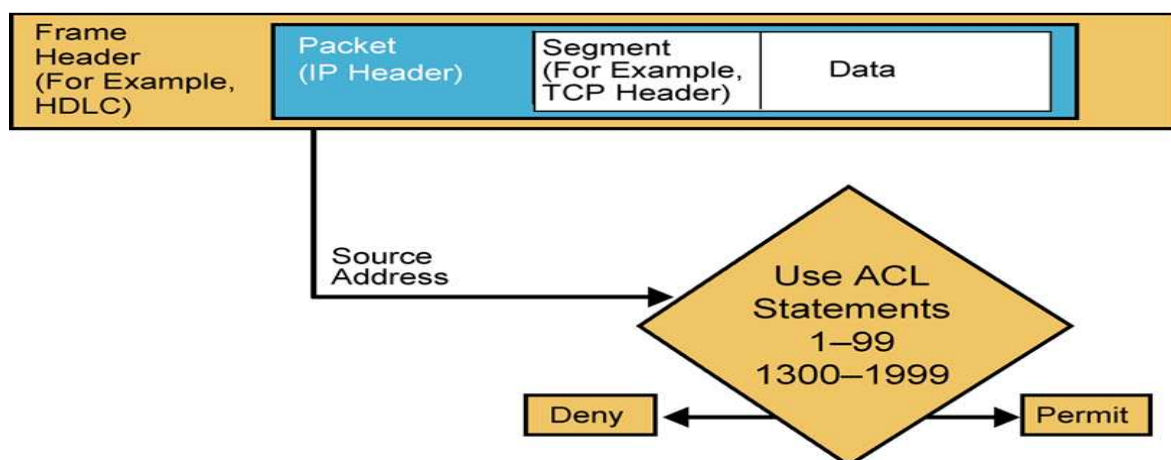 Frame
Header
(For Example,
HDLC)
Packet
(IP Header)
Segment
(For Example,
TCP Header)
Data
Source
Address
Use ACL
Statements
1–99
1300–1999
Deny
Permit